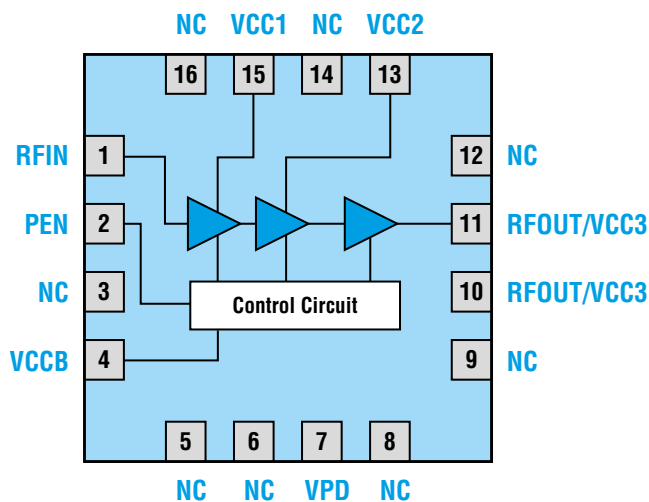 NC VCC1 NC VCC2
16 15 14 13
RFIN 1 12 NC
PEN 2 11 RFOUT/VCC3
NC 3 10 RFOUT/VCC3
Control Circuit
VCCB 4 9 NC
5 6 7 8
NC NC VPD NC